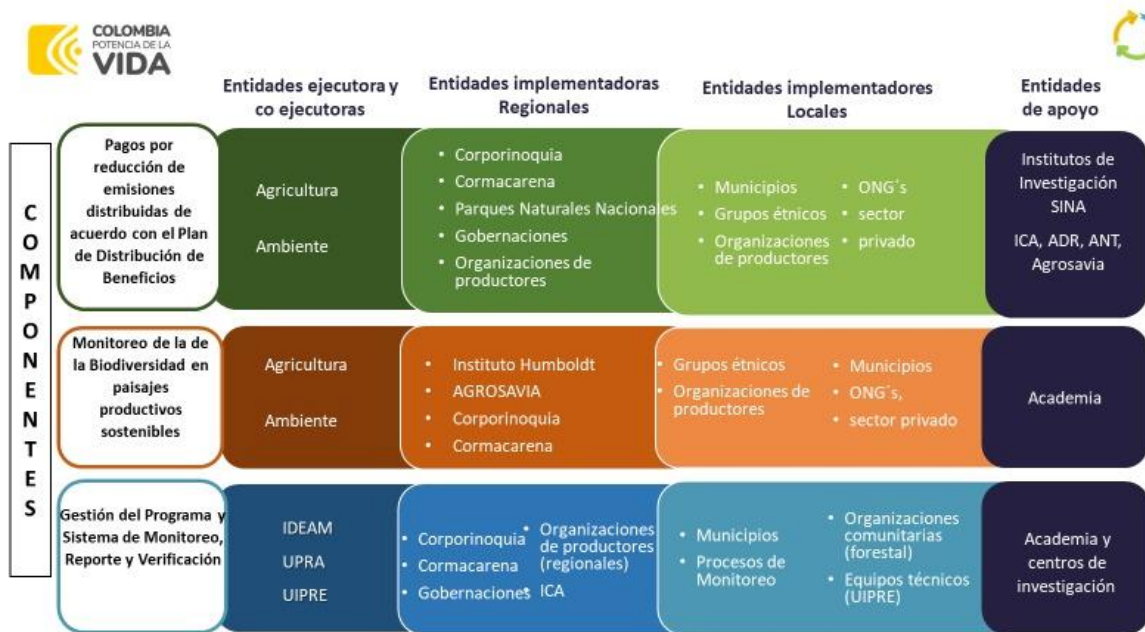 COLOMBIA
POTENCIA DE LA
VIDA
Entidades ejecutora y
co ejecutoras
Entidades implementadoras
Regionales
Entidades implementadores
Locales
Entidades
de apoyo
COMPONENTES
Pagos por
reducción de
emisiones
distribuidas de
acuerdo con el Plan
de Distribución de
Beneficios
Agricultura
Ambiente
• Corporinoquia
• Cormacarena
• Parques Naturales Nacionales
• Gobernaciones
• Organizaciones de
productores
• Municipios
• Grupos étnicos
• Organizaciones
de productores
• ONG´s
• sector
• privado
Institutos de
Investigación
SINA
ICA, ADR, ANT,
Agrosavia
Monitoreo de la de
la Biodiversidad en
paisajes
productivos
sostenibles
Agricultura
Ambiente
• Instituto Humboldt
• AGROSAVIA
• Corporinoquia
• Cormacarena
• Grupos étnicos
• Organizaciones de
productores
• Municipios
• ONG´s,
• sector privado
Academia
Gestión del Programa y
Sistema de Monitoreo,
Reporte y Verificación
IDEAM
UPRA
UIPRE
• Corporinoquia
• Cormacarena
• Gobernaciones
• Organizaciones
de productores
(regionales)
• ICA
• Municipios
• Procesos de
Monitoreo
• Organizaciones
comunitarias
(forestal)
• Equipos técnicos
(UIPRE)
Academia y
centros de
investigación